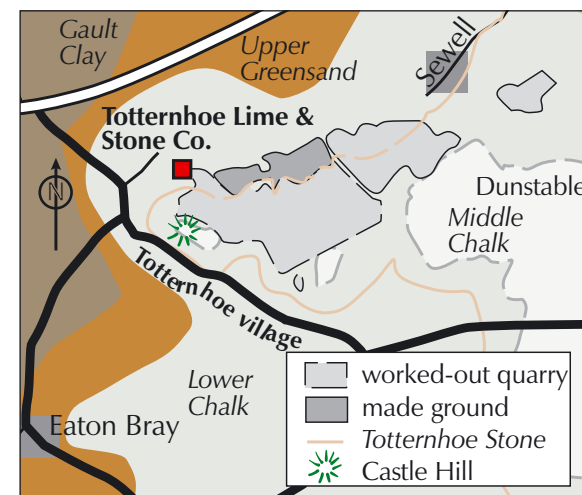 Gault
Clay
Upper
Greensand
Sewell
Totternhoe Lime &
Stone Co.
N
Dunstable
Middle
Chalk
Totternhoe village
Lower
Chalk
Eaton Bray
worked-out quarry
made ground
Totternhoe Stone
Castle Hill